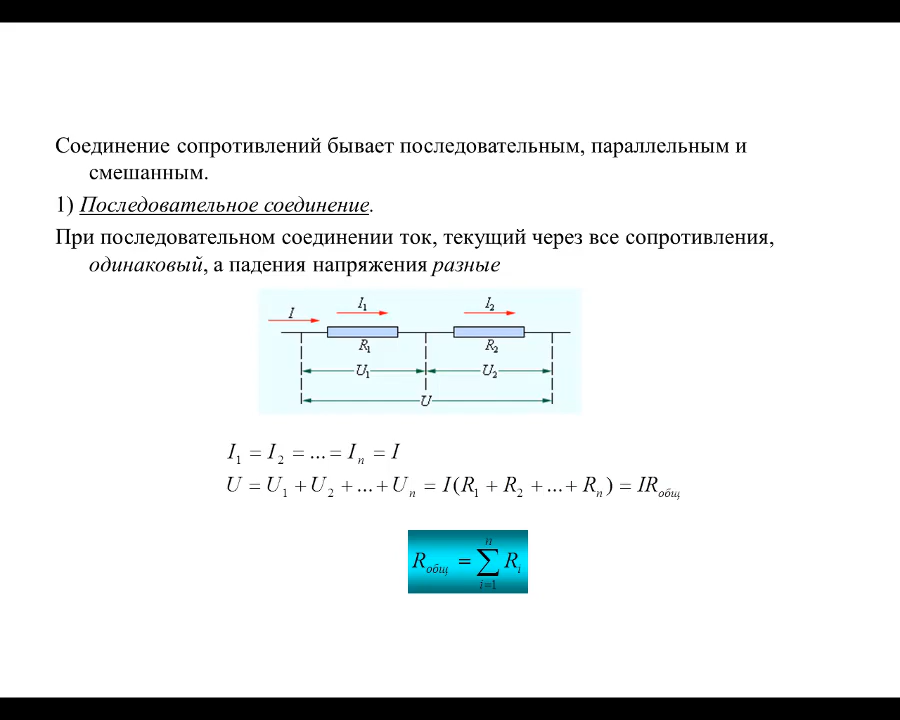 Соединение сопротивлений бывает последовательным, параллельным и
смешанным.
1) Последовательное соединение.
При последовательном соединении ток, текущий через все сопротивления,
одинаковый, а падения напряжения разные
I I₁ I₂
R₁ R₂
U₁ U₂
U
I₁ = I₂ = ... = Iₙ = I
U = U₁ + U₂ + ... + Uₙ = I(R₁ + R₂ + ... + Rₙ) = IRобщ
Rобщ = ∑ⁿᵢ₌₁ Rᵢ